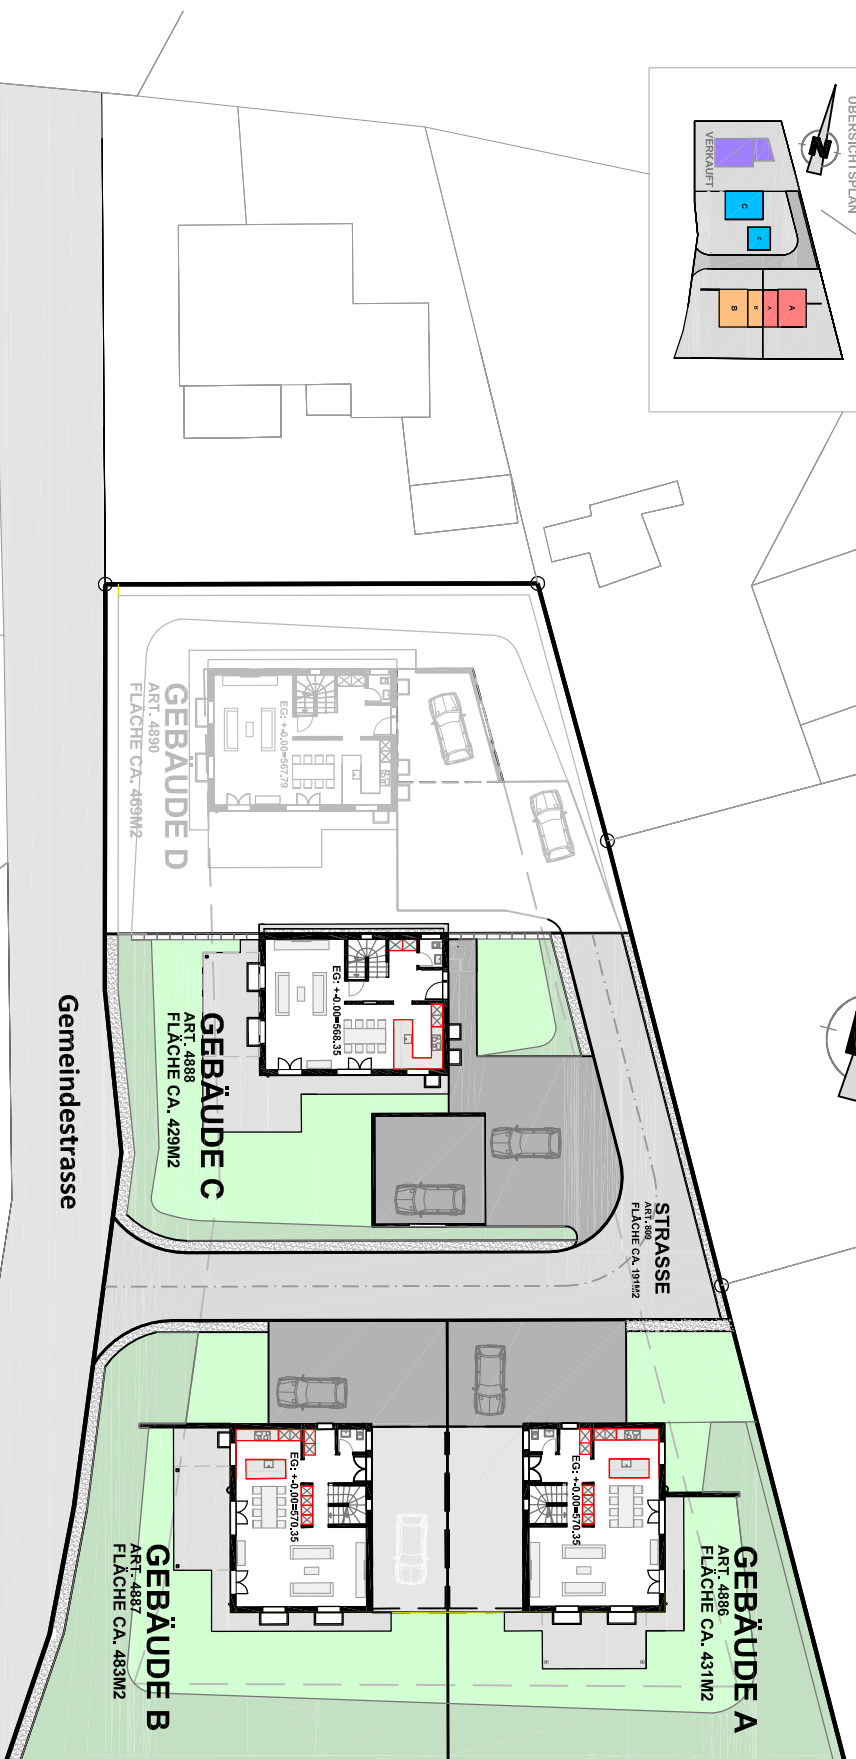 ÜBERSICHTSPLAN
N
VERKAUFT
C
C
B
B
A
A
GEBÄUDE D
ART. 4890
FLÄCHE CA. 469M2
EG: +-0.00=567.79
GEBÄUDE C
ART. 4888
FLÄCHE CA. 429M2
EG: +-0.00=568.35
Gemeindestrasse
STRASSE
ART. 809
FLÄCHE CA. 191M2
GEBÄUDE B
ART. 4887
FLÄCHE CA. 483M2
EG: +-0.00=570.35
GEBÄUDE A
ART. 4886
FLÄCHE CA. 431M2
EG: +-0.00=570.35